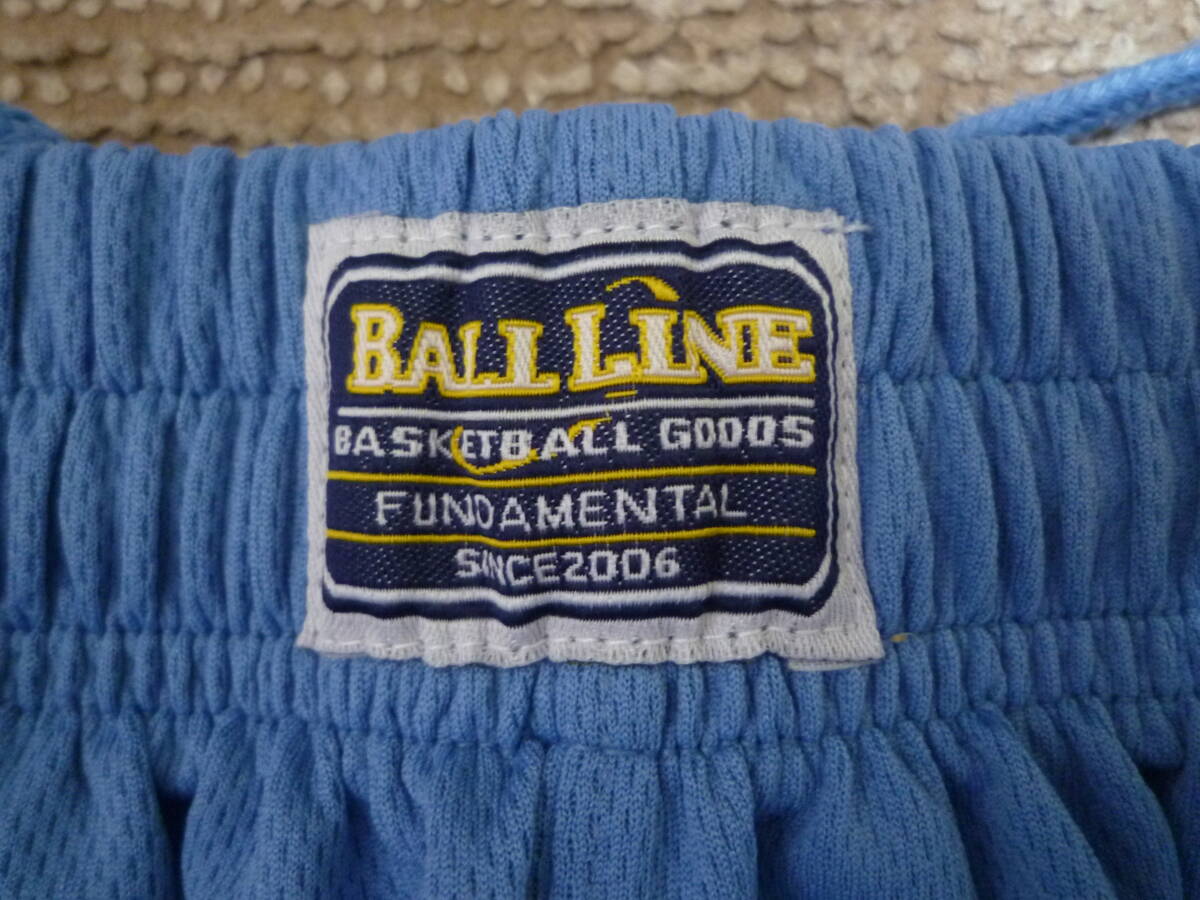 BALL LINE
BASKETBALL GOODS
FUNDAMENTAL
SINCE2006